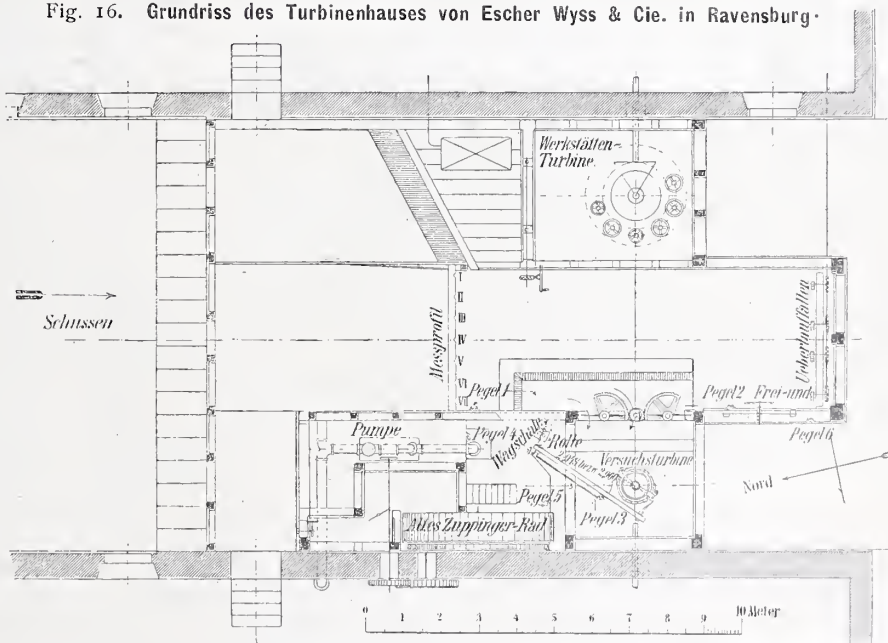 Fig. 16. Grundriss des Turbinenhauses von Escher Wyss & Cie. in Ravensburg.
Werkstätten-
Turbine.
Schussen
Messprofil
I
II
III
IV
V
VI
VII
Ueberlauffallen
Pegel 1
Pegel 2 Frei-und
Pegel 6
Pumpe
Pegel 4
Wagschale
Rolle
Versuchsturbine
Nord
Pegel 5
Pegel 3
Altes Zuppinger-Rad
0 1 2 3 4 5 6 7 8 9 10 Meter